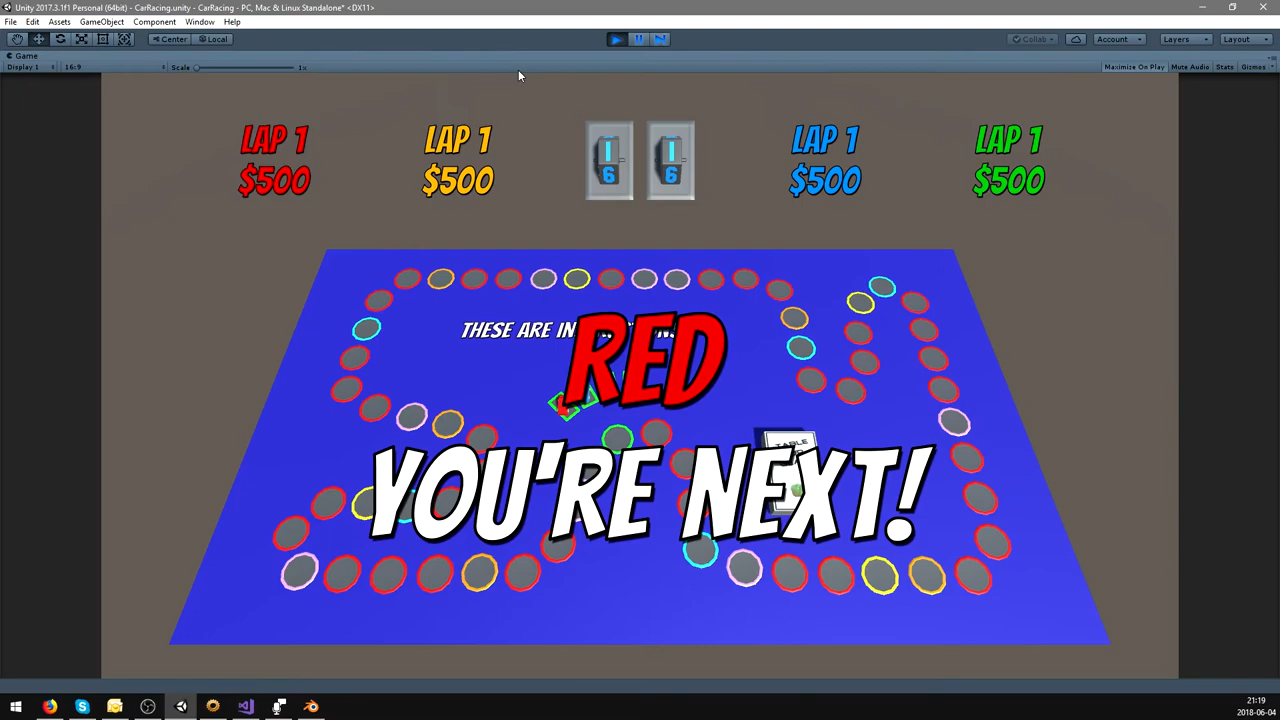 Unity 2017.3.1f1 Personal (64bit) - CarRacing.unity - CarRacing - PC, Mac & Linux Standalone* <DX11>
File Edit Assets GameObject Component Window Help
Center Local Collab Account Layers Layout
Game
Display 1 16:9 Scale 1x Maximize On Play Mute Audio Stats Gizmos
LAP 1 LAP 1 LAP 1 LAP 1
$500 $500 $500 $500
1 1
6 6
THESE ARE
RED
TABLE
YOU'RE NEXT!
21:19
2018-06-04